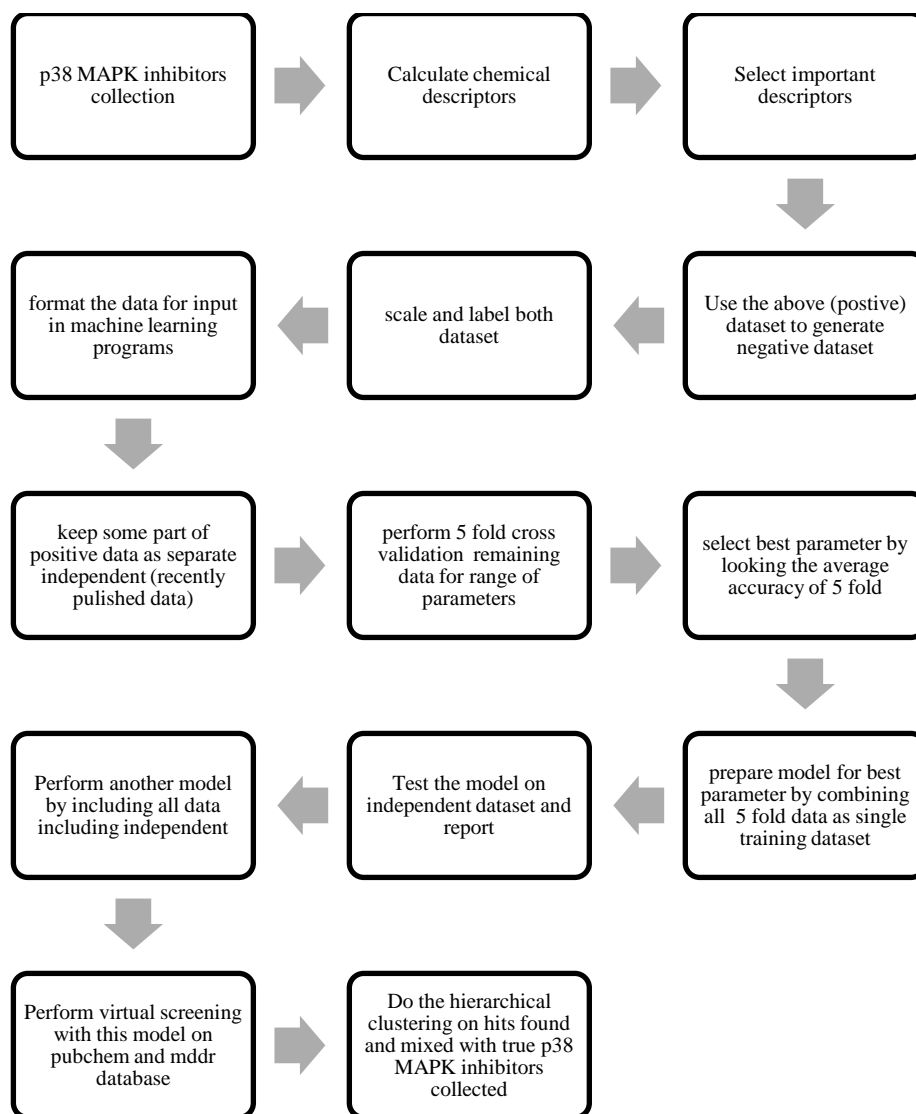 p38 MAPK inhibitors
collection
Calculate chemical
descriptors
Select important
descriptors
Use the above (postive)
dataset to generate
negative dataset
scale and label both
dataset
format the data for input
in machine learning
programs
keep some part of
positive data as separate
independent (recently
pulished data)
perform 5 fold cross
validation remaining
data for range of
parameters
select best parameter by
looking the average
accuracy of 5 fold
prepare model for best
parameter by combining
all 5 fold data as single
training dataset
Test the model on
independent dataset and
report
Perform another model
by including all data
including independent
Perform virtual screening
with this model on
pubchem and mddr
database
Do the hierarchical
clustering on hits found
and mixed with true p38
MAPK inhibitors
collected